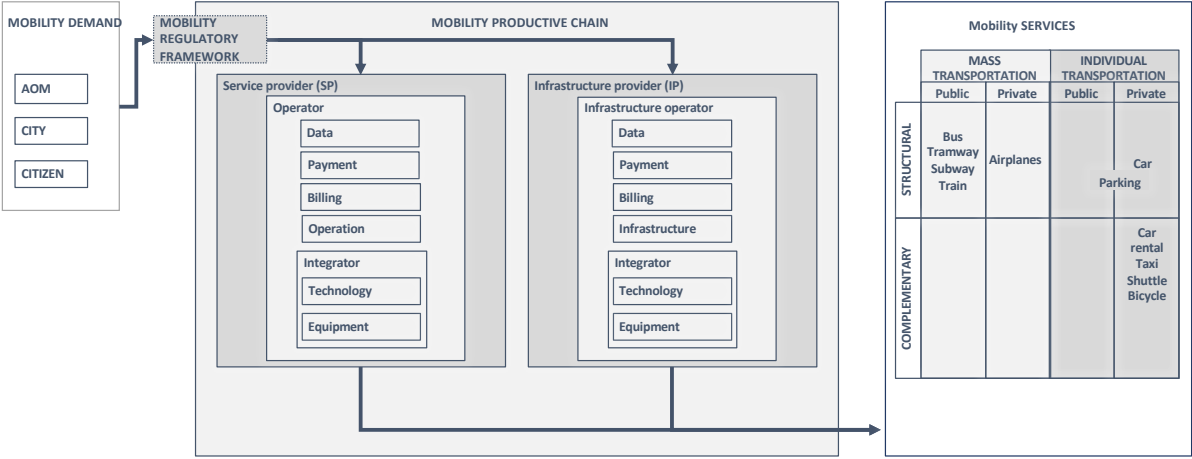 MOBILITY DEMAND
AOM
CITY
CITIZEN
MOBILITY
REGULATORY
FRAMEWORK
MOBILITY PRODUCTIVE CHAIN
Service provider (SP)
Operator
Data
Payment
Billing
Operation
Integrator
Technology
Equipment
Infrastructure provider (IP)
Infrastructure operator
Data
Payment
Billing
Infrastructure
Integrator
Technology
Equipment
Mobility SERVICES
MASS
TRANSPORTATION
INDIVIDUAL
TRANSPORTATION
Public
Private
Public
Private
STRUCTURAL
Bus
Tramway
Subway
Train
Airplanes
Car
Parking
COMPLEMENTARY
Car
rental
Taxi
Shuttle
Bicycle